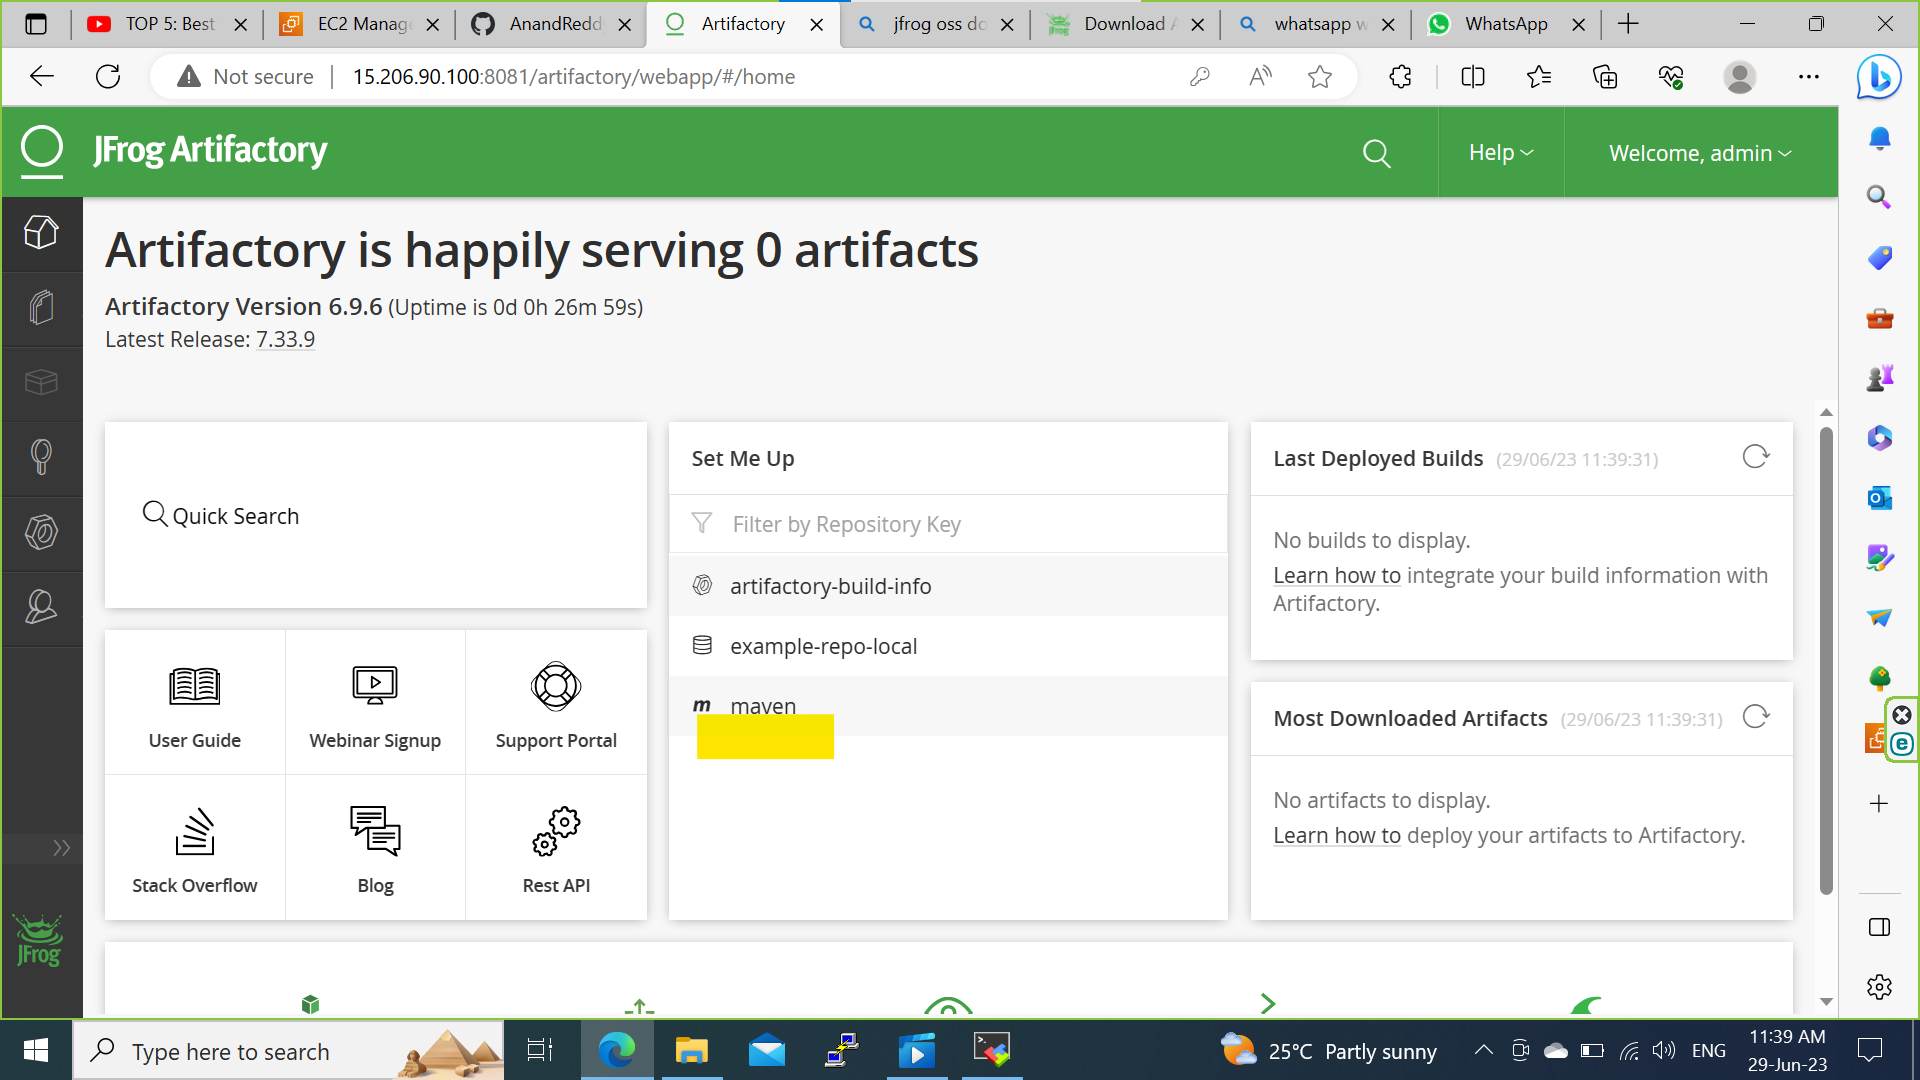 TOP 5: Best
EC2 Manag
AnandRedd
Artifactory
jfrog oss do
Download A
whatsapp w
WhatsApp
Not secure
15.206.90.100:8081/artifactory/webapp/#/home
JFrog Artifactory
Help
Welcome, admin
Artifactory is happily serving 0 artifacts
Artifactory Version 6.9.6 (Uptime is 0d 0h 26m 59s)
Latest Release: 7.33.9
Quick Search
User Guide
Webinar Signup
Support Portal
Stack Overflow
Blog
Rest API
Set Me Up
Filter by Repository Key
artifactory-build-info
example-repo-local
m maven
Last Deployed Builds (29/06/23 11:39:31)
No builds to display.
Learn how to integrate your build information with
Artifactory.
Most Downloaded Artifacts (29/06/23 11:39:31)
No artifacts to display.
Learn how to deploy your artifacts to Artifactory.
JFrog
Type here to search
25°C Partly sunny
ENG
11:39 AM
29-Jun-23